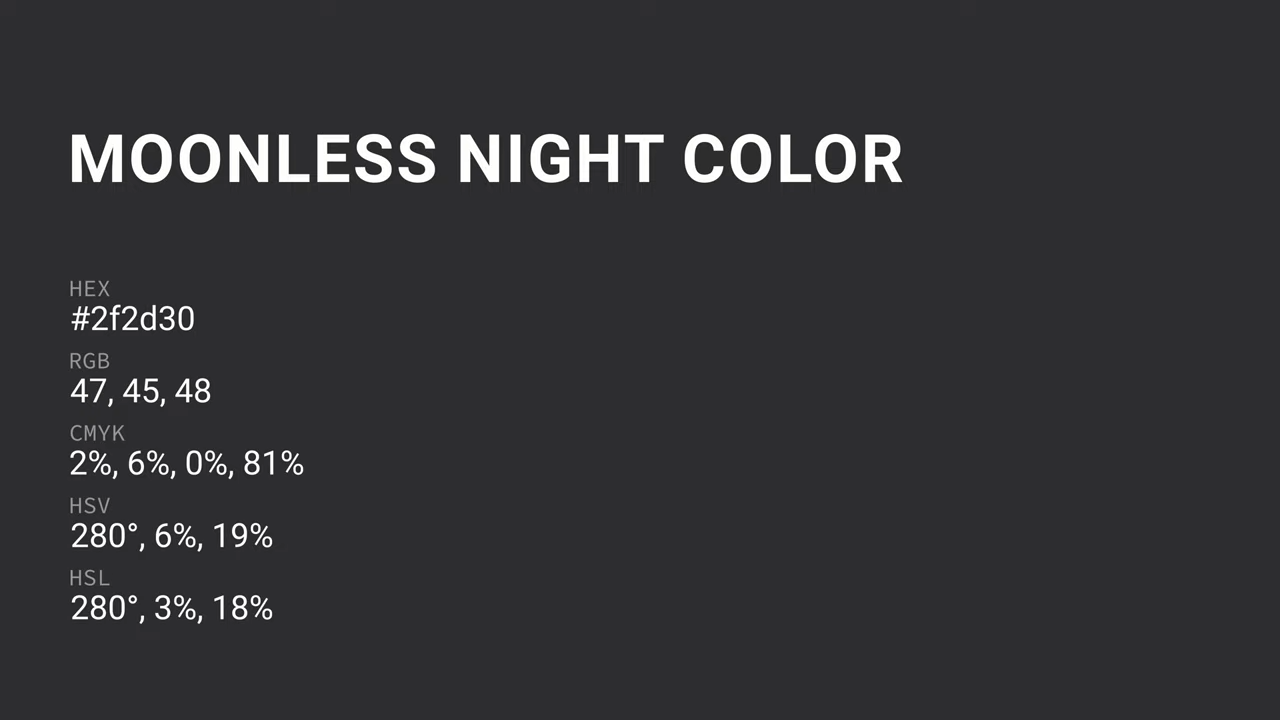 MOONLESS NIGHT COLOR
HEX
#2f2d30
RGB
47, 45, 48
CMYK
2%, 6%, 0%, 81%
HSV
280°, 6%, 19%
HSL
280°, 3%, 18%